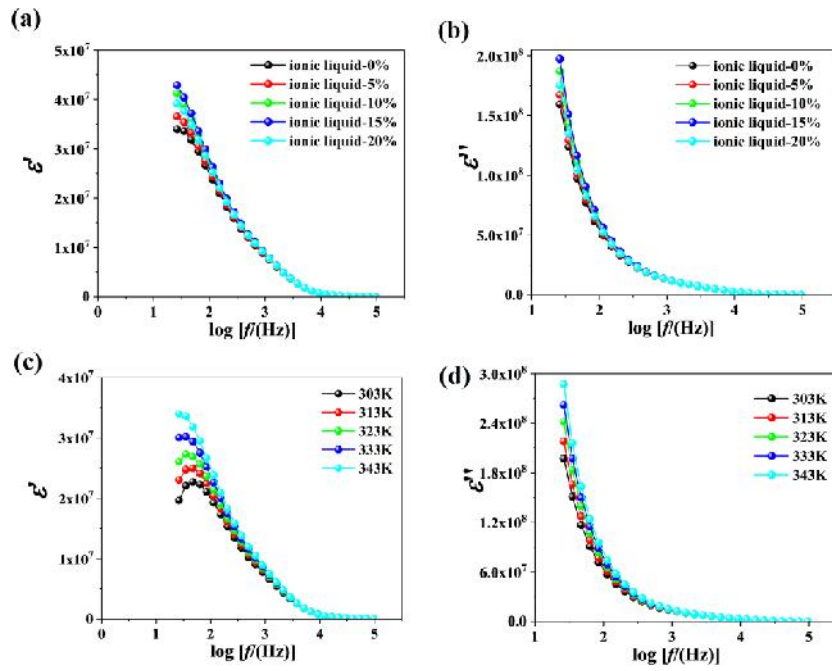 (a)
5x10⁷
4x10⁷
3x10⁷
2x10⁷
1x10⁷
0
ε'
ionic liquid-0%
ionic liquid-5%
ionic liquid-10%
ionic liquid-15%
ionic liquid-20%
0 1 2 3 4 5
log [f/(Hz)]
(b)
2.0x10⁸
1.5x10⁸
1.0x10⁸
5.0x10⁷
0.0
ε''
ionic liquid-0%
ionic liquid-5%
ionic liquid-10%
ionic liquid-15%
ionic liquid-20%
1 2 3 4 5
log [f/(Hz)]
(c)
4x10⁷
3x10⁷
2x10⁷
1x10⁷
0
ε'
303K
313K
323K
333K
343K
0 1 2 3 4 5
log [f/(Hz)]
(d)
3.0x10⁸
2.4x10⁸
1.8x10⁸
1.2x10⁸
6.0x10⁷
0.0
ε''
303K
313K
323K
333K
343K
1 2 3 4 5
log [f/(Hz)]